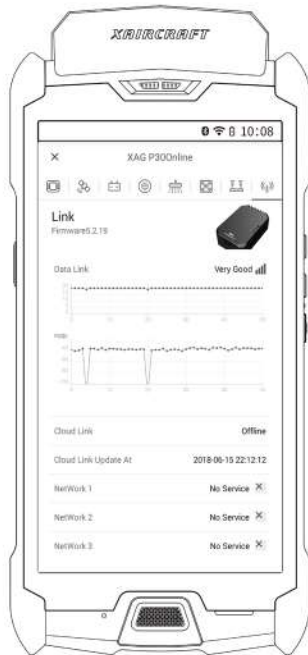 XAIRCRAFT
10:08
× XAG P30Online
Link
Firmware5.2.19
Data Link Very Good
Cloud Link Offline
Cloud Link Update At 2018-06-15 22:12:12
NetWork 1 No Service ×
NetWork 2 No Service ×
NetWork 3 No Service ×